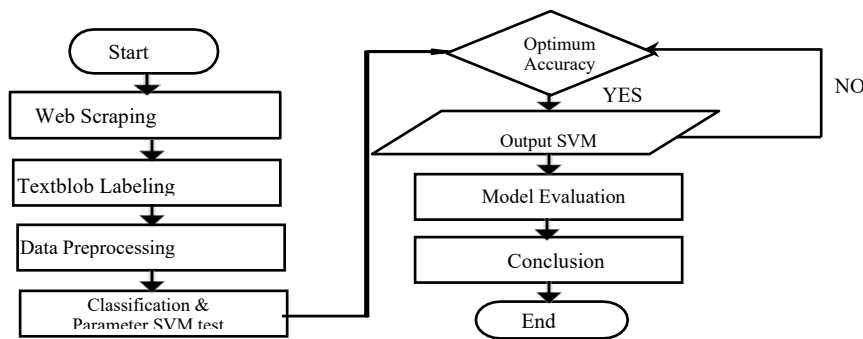 Start
Web Scraping
Textblob Labeling
Data Preprocessing
Classification &
Parameter SVM test
Optimum
Accuracy
YES
NO
Output SVM
Model Evaluation
Conclusion
End